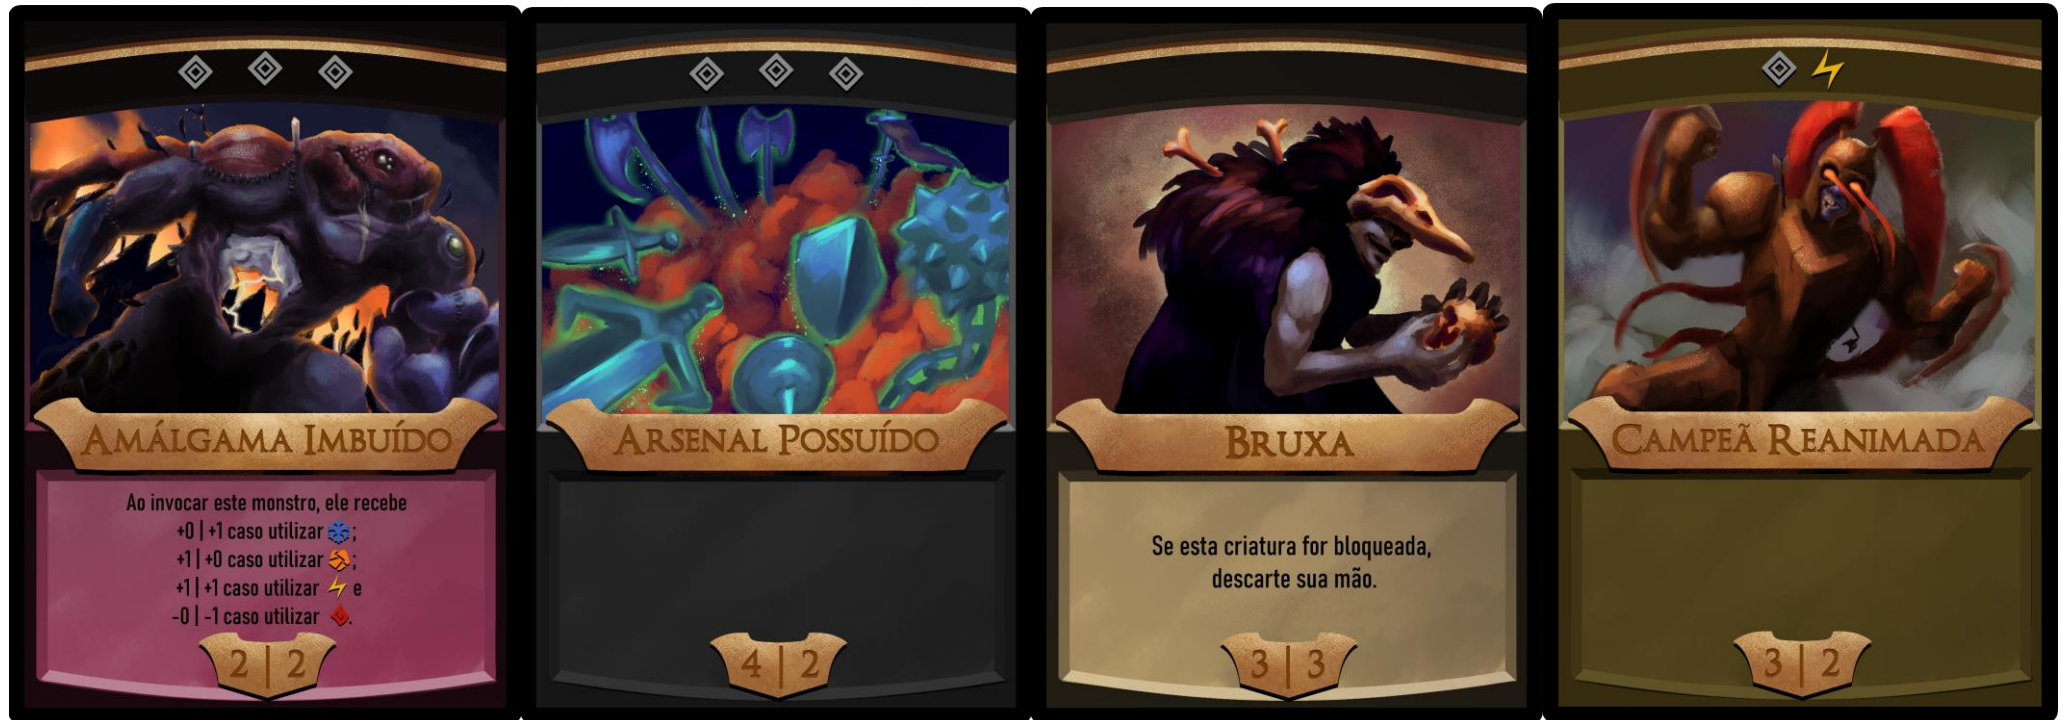 AMÁLGAMA IMBUÍDO
Ao invocar este monstro, ele recebe
+0 | +1 caso utilizar ;
+1 | +0 caso utilizar ;
+1 | +1 caso utilizar e
-0 | -1 caso utilizar .
2 | 2
ARSENAL POSSUÍDO
4 | 2
BRUXA
Se esta criatura for bloqueada,
descarte sua mão.
3 | 3
CAMPEÃ REANIMADA
3 | 2